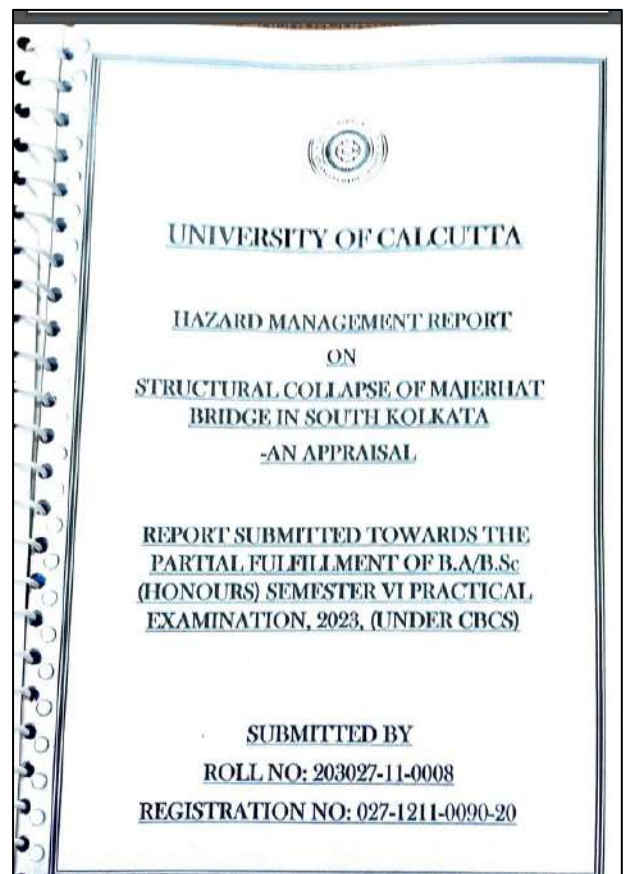 UNIVERSITY OF CALCUTTA
HAZARD MANAGEMENT REPORT
ON
STRUCTURAL COLLAPSE OF MAJERHAT
BRIDGE IN SOUTH KOLKATA
-AN APPRAISAL
REPORT SUBMITTED TOWARDS THE
PARTIAL FULFILLMENT OF B.A/B.Sc
(HONOURS) SEMESTER VI PRACTICAL
EXAMINATION, 2023, (UNDER CBCS)
SUBMITTED BY
ROLL NO: 203027-11-0008
REGISTRATION NO: 027-1211-0090-20